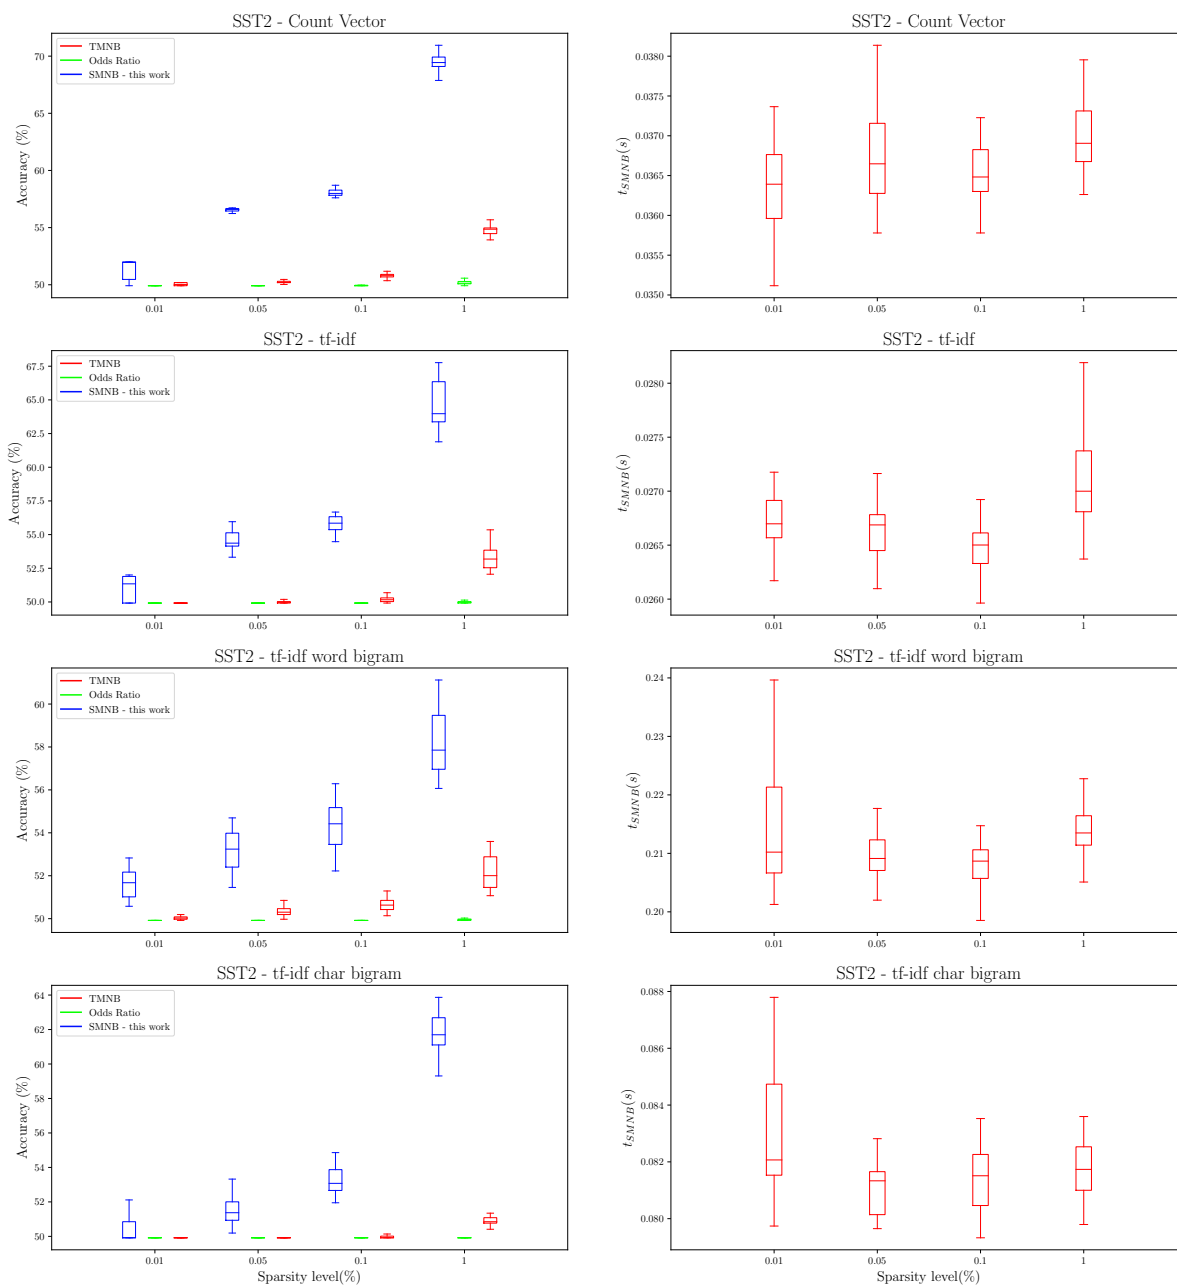 SST2 - Count Vector
TMNB
Odds Ratio
SMNB - this work
Accuracy (%)
70
65
60
55
50
0.01 0.05 0.1 1
SST2 - Count Vector
t_SMNB(s)
0.0380
0.0375
0.0370
0.0365
0.0360
0.0355
0.0350
0.01 0.05 0.1 1
SST2 - tf-idf
TMNB
Odds Ratio
SMNB - this work
Accuracy (%)
67.5
65.0
62.5
60.0
57.5
55.0
52.5
50.0
0.01 0.05 0.1 1
SST2 - tf-idf
t_SMNB(s)
0.0280
0.0275
0.0270
0.0265
0.0260
0.01 0.05 0.1 1
SST2 - tf-idf word bigram
TMNB
Odds Ratio
SMNB - this work
Accuracy (%)
60
58
56
54
52
50
0.01 0.05 0.1 1
SST2 - tf-idf word bigram
t_SMNB(s)
0.24
0.23
0.22
0.21
0.20
0.01 0.05 0.1 1
SST2 - tf-idf char bigram
TMNB
Odds Ratio
SMNB - this work
Accuracy (%)
64
62
60
58
56
54
52
50
0.01 0.05 0.1 1
Sparsity level(%)
SST2 - tf-idf char bigram
t_SMNB(s)
0.088
0.086
0.084
0.082
0.080
0.01 0.05 0.1 1
Sparsity level(%)